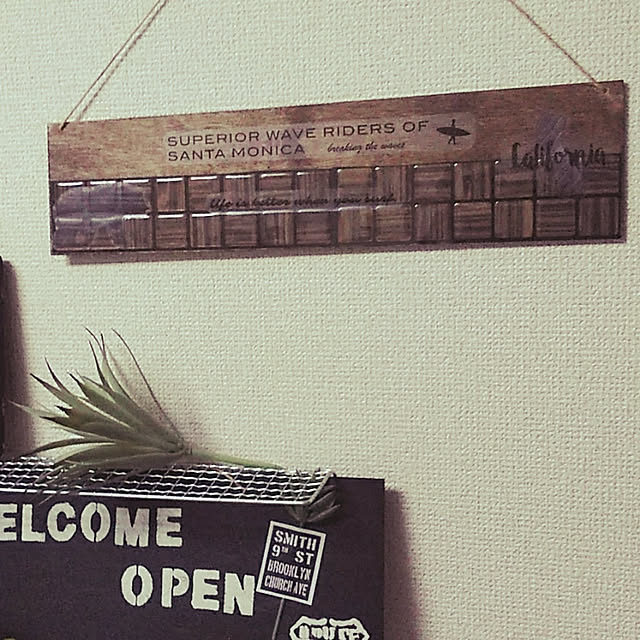 SUPERIOR WAVE RIDERS OF
SANTA MONICA breaking the waves
California
life is better when you surf
ELCOME
OPEN
SMITH
9TH ST
BROOKLYN
CHURCH AVE
ROUTE